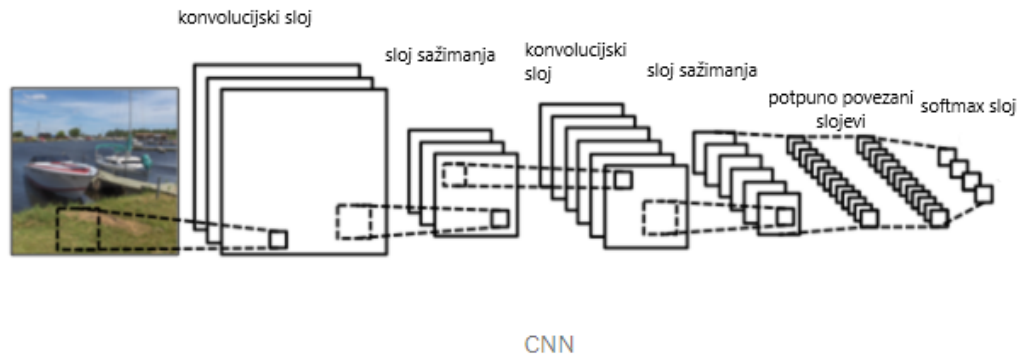 konvolucijski sloj
sloj sažimanja
konvolucijski
sloj
sloj sažimanja
potpuno povezani
slojevi
softmax sloj
CNN